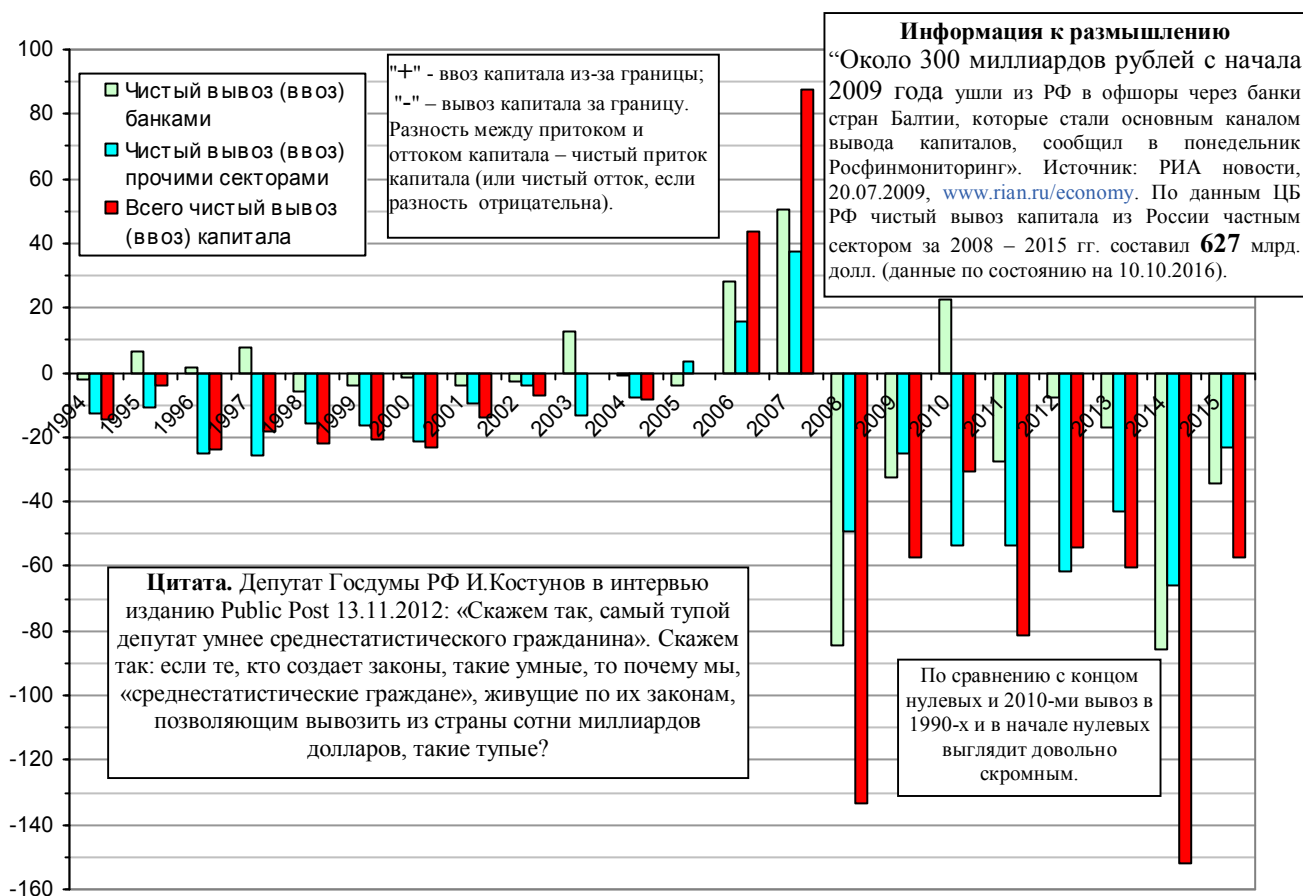 100
80
60
40
20
0
-20
-40
-60
-80
-100
-120
-140
-160
Чистый вывоз (ввоз)
банками
Чистый вывоз (ввоз)
прочими секторами
Всего чистый вывоз
(ввоз) капитала
"+" - ввоз капитала из-за границы;
"-" – вывоз капитала за границу.
Разность между притоком и
оттоком капитала – чистый приток
капитала (или чистый отток, если
разность отрицательна).
Информация к размышлению
“Около 300 миллиардов рублей с начала
2009 года ушли из РФ в офшоры через банки
стран Балтии, которые стали основным каналом
вывода капиталов, сообщил в понедельник
Росфинмониторинг». Источник: РИА новости,
20.07.2009, www.rian.ru/economy. По данным ЦБ
РФ чистый вывоз капитала из России частным
сектором за 2008 – 2015 гг. составил 627 млрд.
долл. (данные по состоянию на 10.10.2016).
1994
1995
1996
1997
1998
1999
2000
2001
2002
2003
2004
2005
2006
2007
2008
2009
2010
2011
2012
2013
2014
2015
Цитата. Депутат Госдумы РФ И.Костунов в интервью
изданию Public Post 13.11.2012: «Скажем так, самый тупой
депутат умнее среднестатистического гражданина». Скажем
так: если те, кто создает законы, такие умные, то почему мы,
«среднестатистические граждане», живущие по их законам,
позволяющим вывозить из страны сотни миллиардов
долларов, такие тупые?
По сравнению с концом
нулевых и 2010-ми вывоз в
1990-х и в начале нулевых
выглядит довольно
скромным.